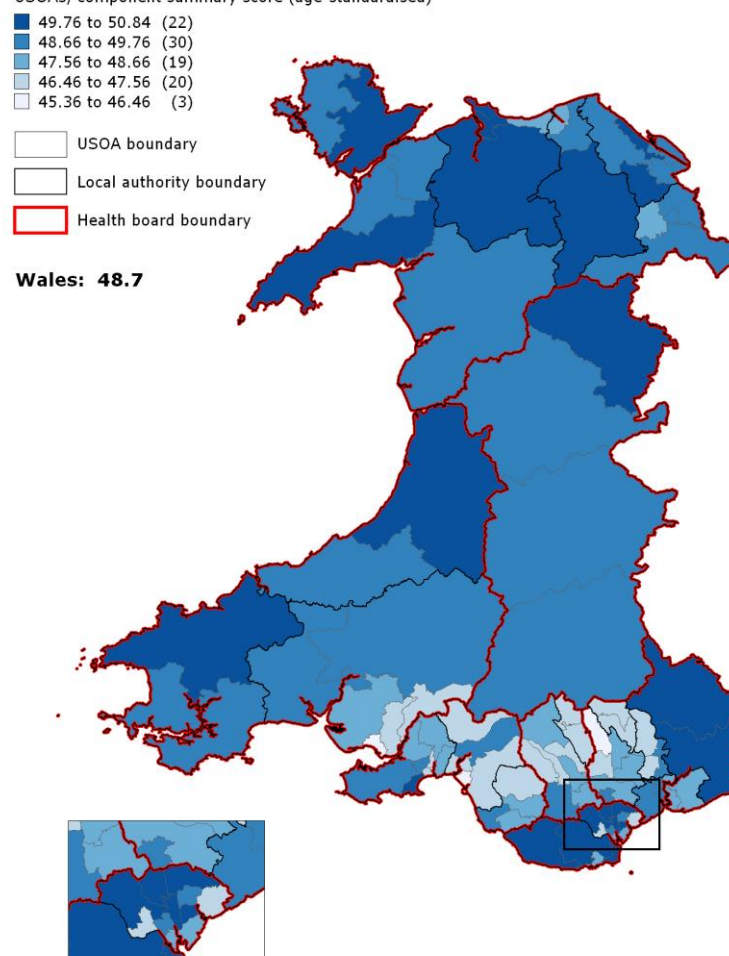 USOAs, component summary score (age-standardised)
49.76 to 50.84 (22)
48.66 to 49.76 (30)
47.56 to 48.66 (19)
46.46 to 47.56 (20)
45.36 to 46.46 (3)
USOA boundary
Local authority boundary
Health board boundary
Wales: 48.7